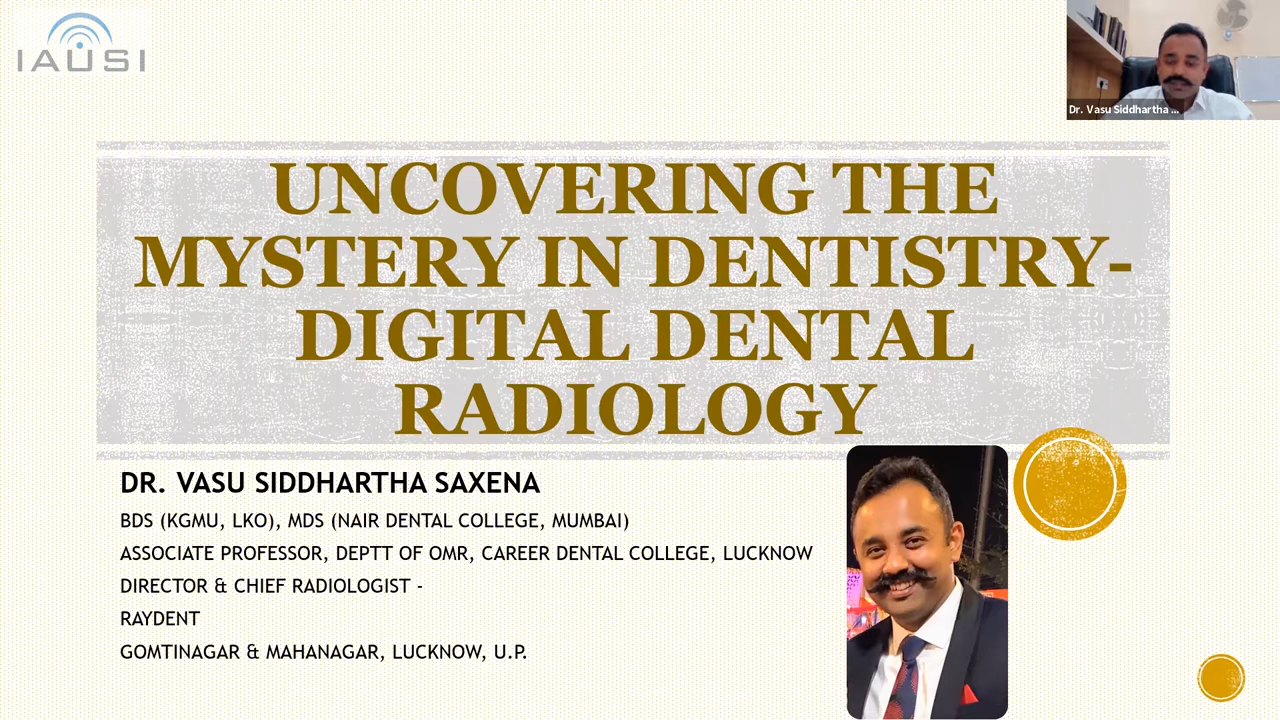 IAUSI
Dr. Vasu Siddhartha ...
UNCOVERING THE
MYSTERY IN DENTISTRY-
DIGITAL DENTAL
RADIOLOGY
DR. VASU SIDDHARTHA SAXENA
BDS (KGMU, LKO), MDS (NAIR DENTAL COLLEGE, MUMBAI)
ASSOCIATE PROFESSOR, DEPTT OF OMR, CAREER DENTAL COLLEGE, LUCKNOW
DIRECTOR & CHIEF RADIOLOGIST -
RAYDENT
GOMTINAGAR & MAHANAGAR, LUCKNOW, U.P.